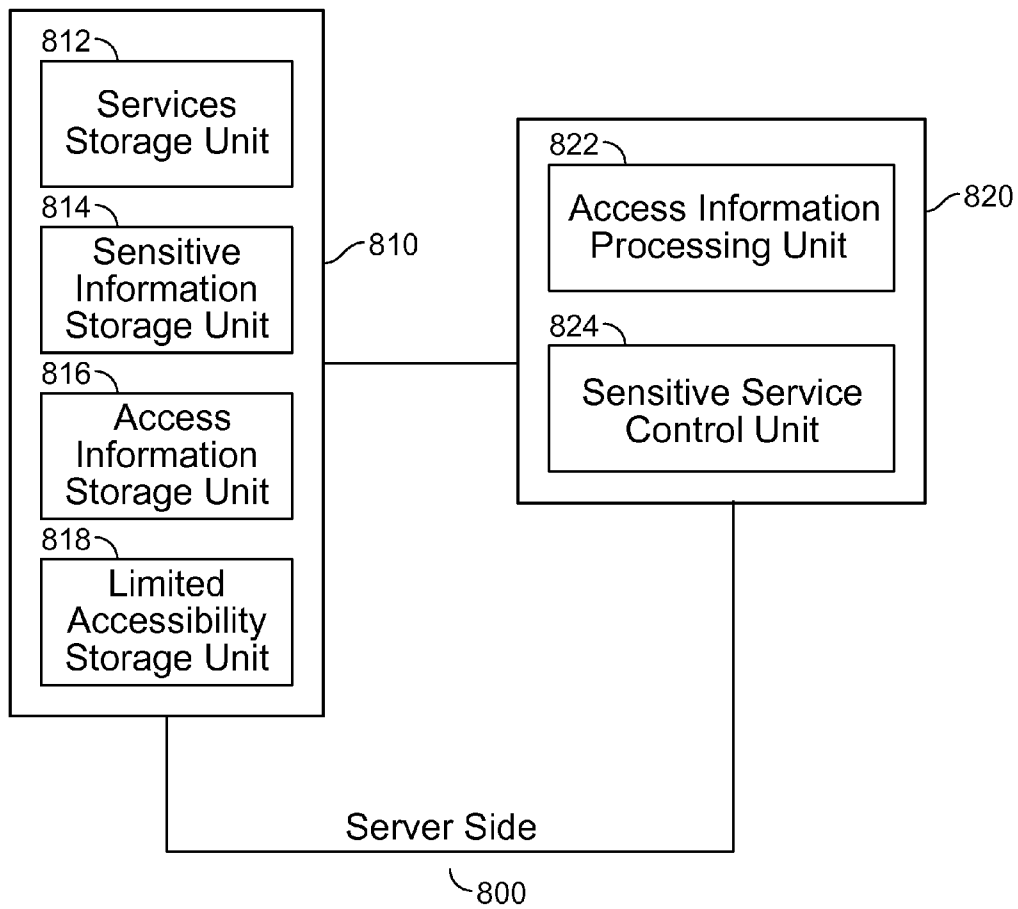 812
Services
Storage Unit
814
Sensitive
Information
Storage Unit
810
816
Access
Information
Storage Unit
818
Limited
Accessibility
Storage Unit
822
Access Information
Processing Unit
820
824
Sensitive Service
Control Unit
Server Side
800